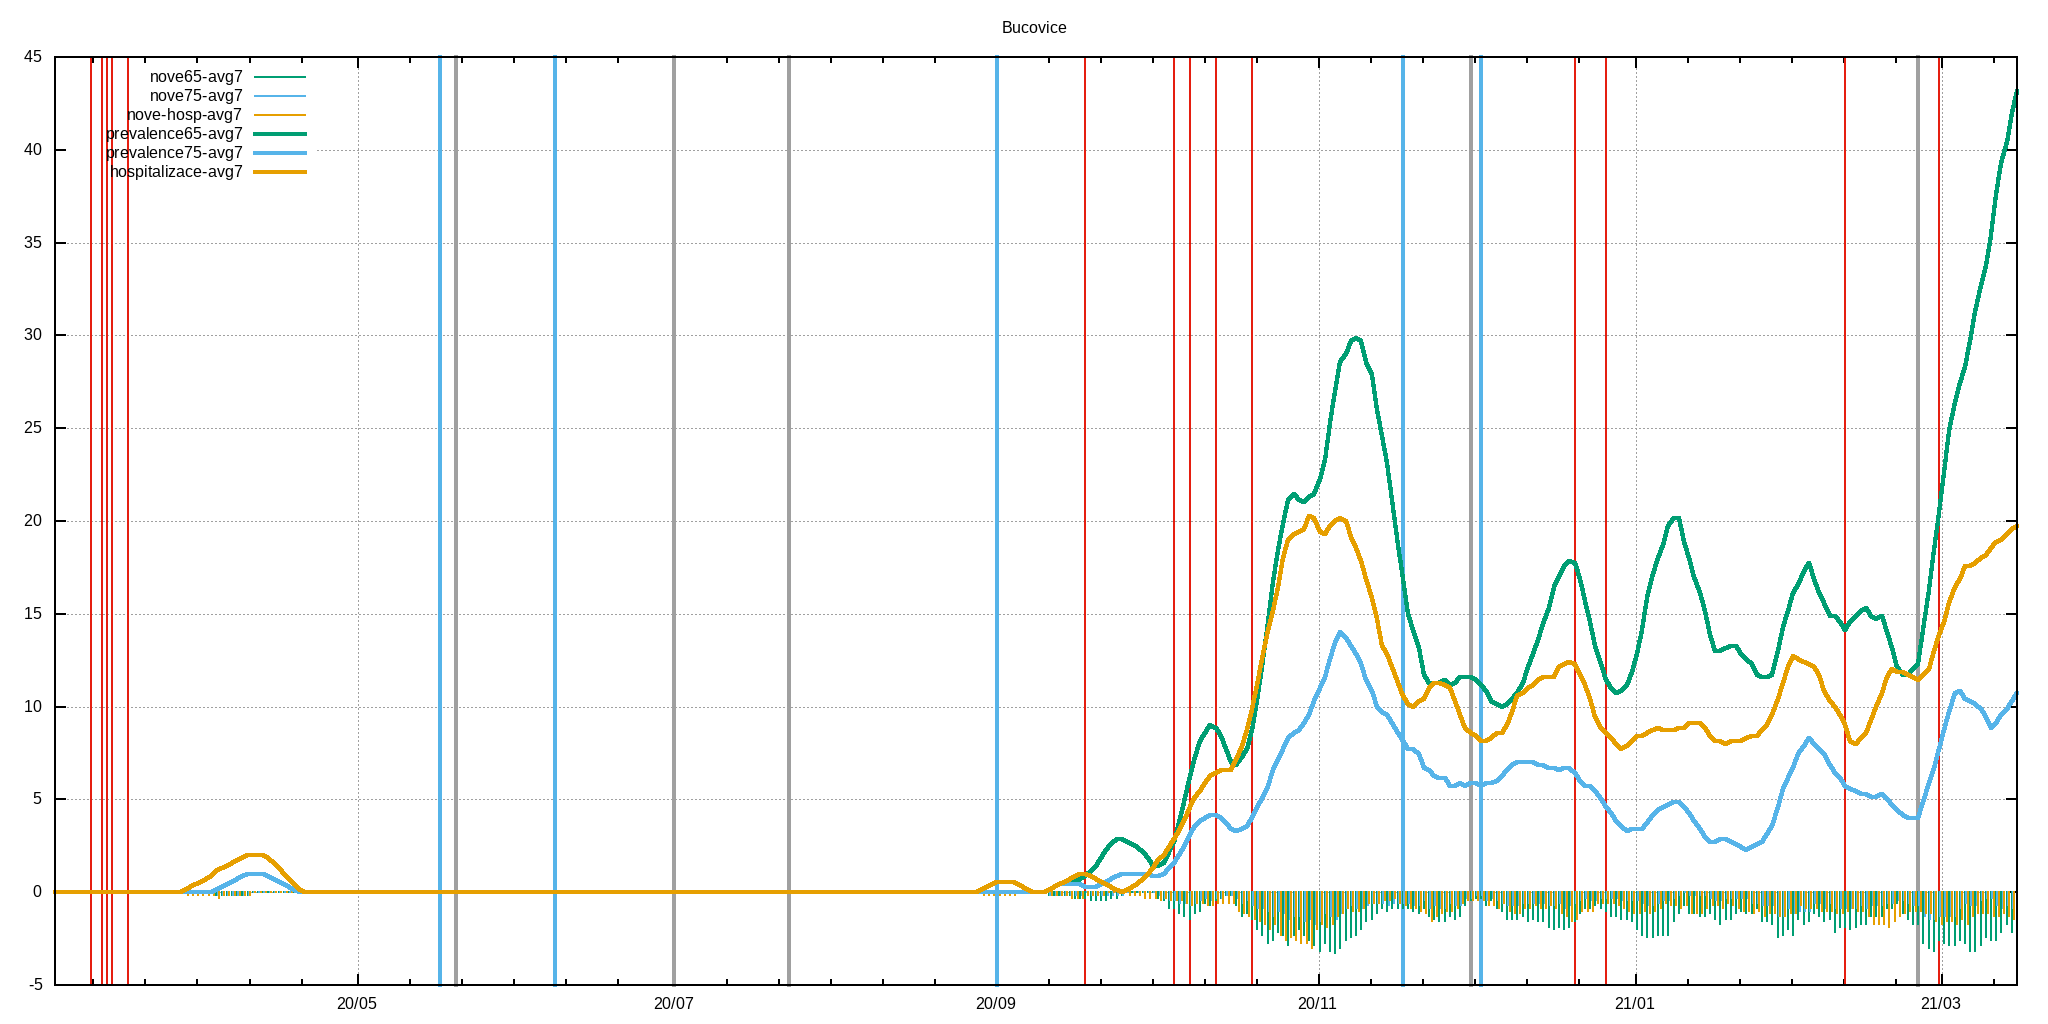 Bucovice
45
nove65-avg7
nove75-avg7
nove-hosp-avg7
prevalence65-avg7
prevalence75-avg7
hospitalizace-avg7
40
35
30
25
20
15
10
5
0
-5
20/05 20/07 20/09 20/11 21/01 21/03